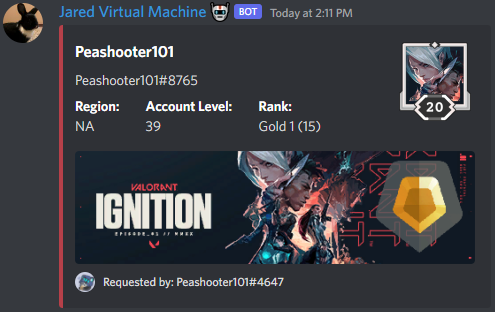 Jared Virtual Machine BOT Today at 2:11 PM
Peashooter101
Peashooter101#8765
Region: Account Level: Rank:
NA 39 Gold 1 (15)
20
VALORANT
IGNITION
EPISODE_01 // MMXX
Requested by: Peashooter101#4647